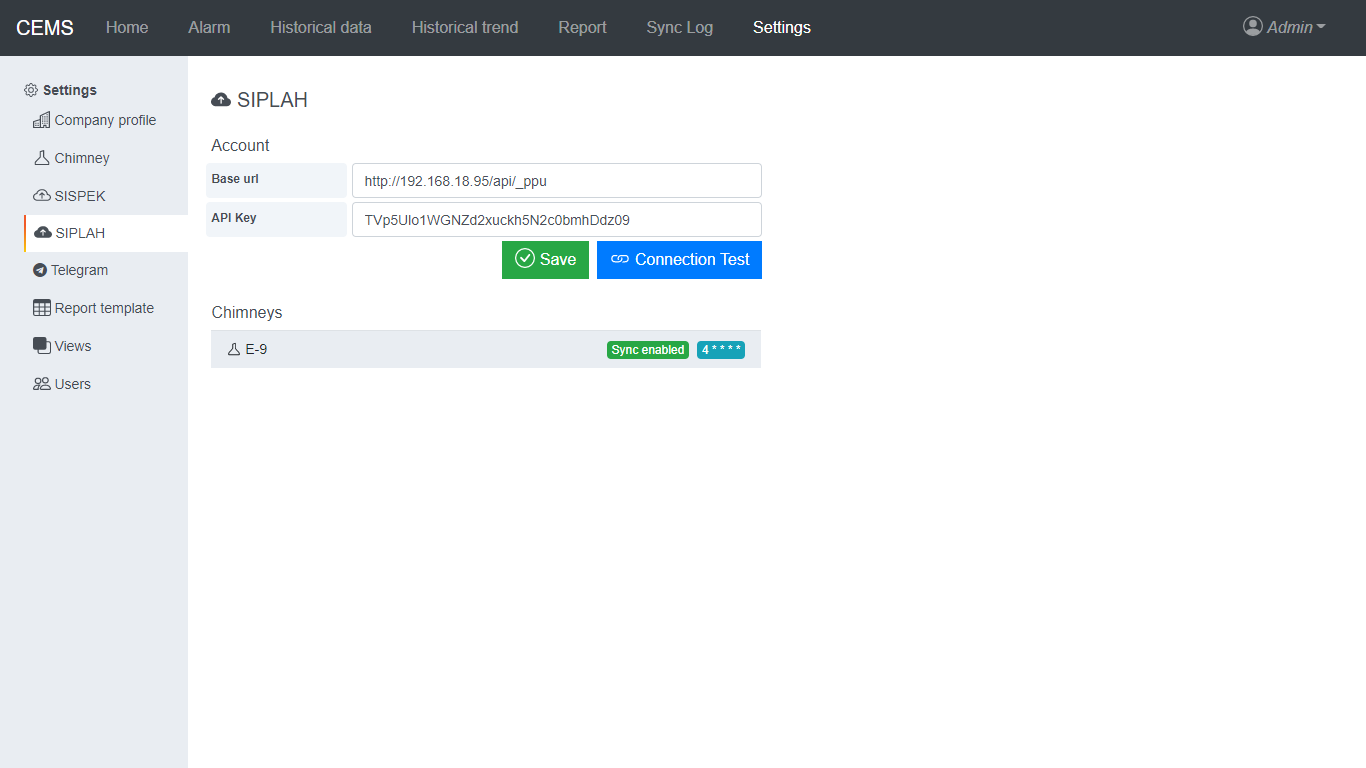 CEMS Home Alarm Historical data Historical trend Report Sync Log Settings Admin
Settings
Company profile
Chimney
SISPEK
SIPLAH
Telegram
Report template
Views
Users
SIPLAH
Account
Base url http://192.168.18.95/api/_ppu
API Key TVp5Ulo1WGNZd2xuckh5N2c0bmhDdz09
Save Connection Test
Chimneys
E-9 Sync enabled 4 * * * *